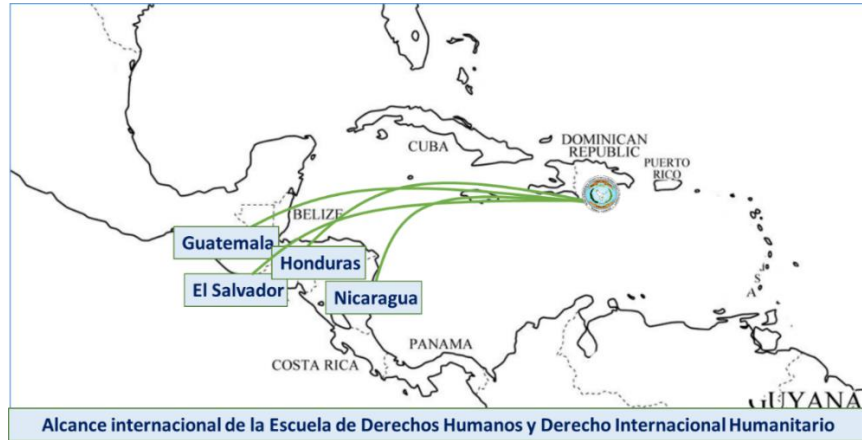 CUBA
DOMINICAN
REPUBLIC
PUERTO
RICO
BELIZE
Guatemala
Honduras
El Salvador
Nicaragua
PANAMA
COSTA RICA
GUYANA
Alcance internacional de la Escuela de Derechos Humanos y Derecho Internacional Humanitario